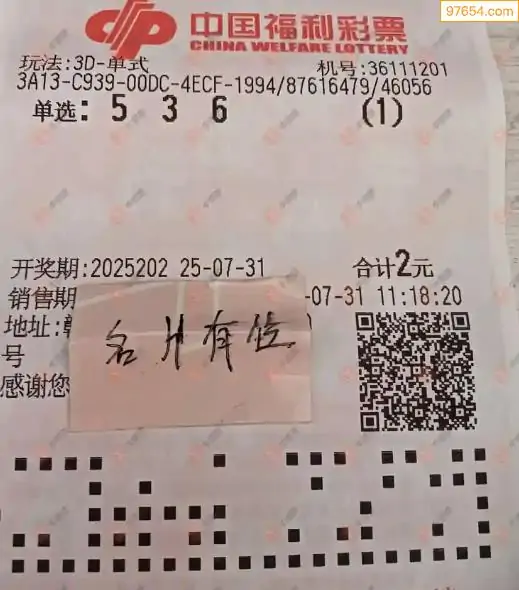 97654.com
中国福利彩票
CHINA WELFARE LOTTERY
玩法:3D-单式 机号:36111201
3A13-C939-00DC-4ECF-1994/87616479/46056
单选: 5 3 6 (1)
开奖期:2025202 25-07-31 合计2元
销售期 -07-31 11:18:20
地址:
名片有位
号
感谢您